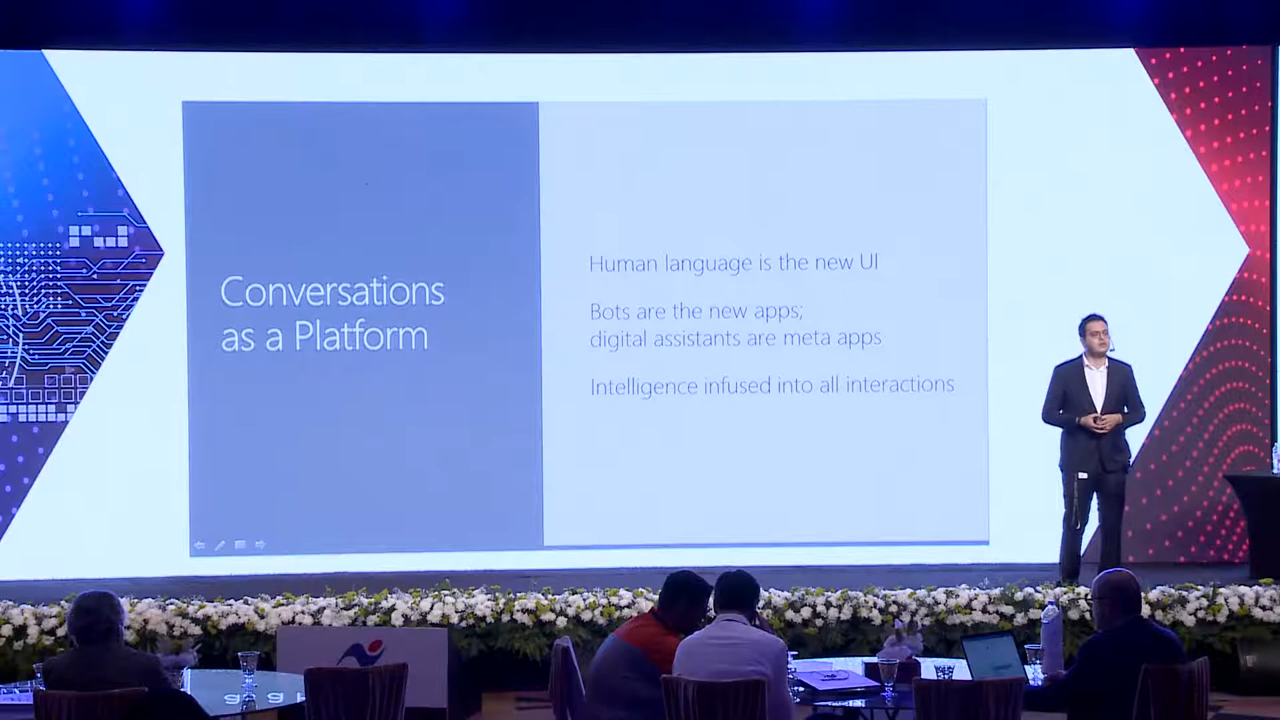 Conversations
as a Platform
Human language is the new UI
Bots are the new apps;
digital assistants are meta apps
Intelligence infused into all interactions